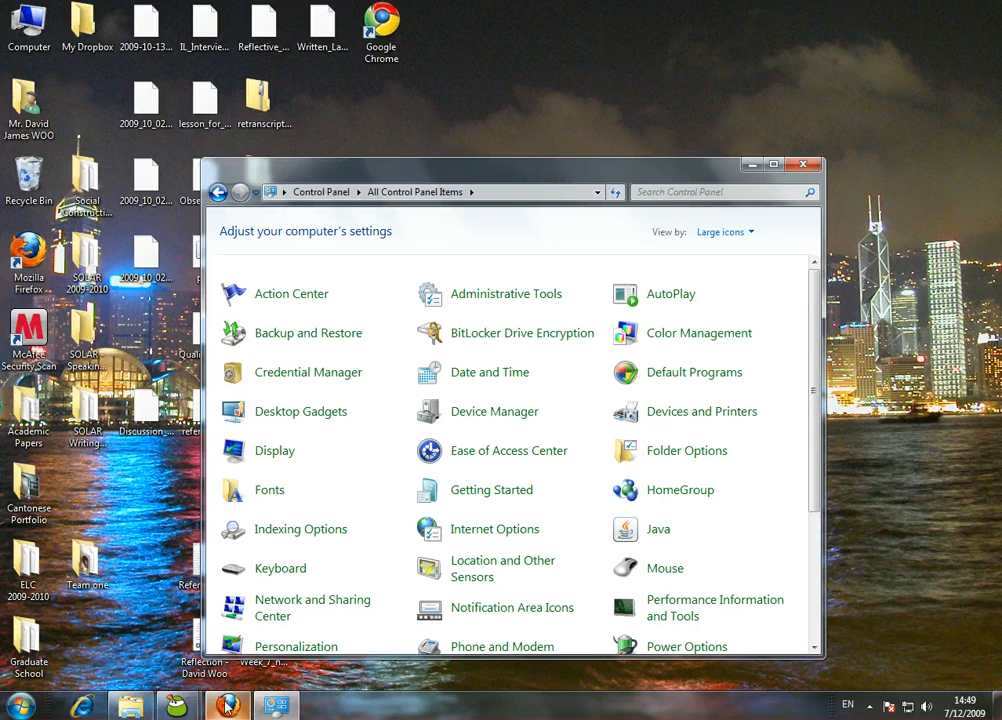 Computer
My Dropbox
2009-10-13...
IL_Intervie...
Reflective_...
Written_La...
Google
Chrome
Mr. David
James WOO
2009_10_02...
lesson_for_...
retranscript...
Recycle Bin
Social
Constructi...
2009_10_02...
Mozilla
Firefox
SOLAR
2009-2010
2009_10_02...
McAfee
Security Scan
SOLAR
Speakin...
Academic
Papers
SOLAR
Writing...
Discussion_...
Cantonese
Portfolio
ELC
2009-2010
Team one
Graduate
School
Reflection -
David Woo
Control Panel
All Control Panel Items
Search Control Panel
Adjust your computer's settings
View by: Large icons
Action Center
Administrative Tools
AutoPlay
Backup and Restore
BitLocker Drive Encryption
Color Management
Credential Manager
Date and Time
Default Programs
Desktop Gadgets
Device Manager
Devices and Printers
Display
Ease of Access Center
Folder Options
Fonts
Getting Started
HomeGroup
Indexing Options
Internet Options
Java
Keyboard
Location and Other
Sensors
Mouse
Network and Sharing
Center
Notification Area Icons
Performance Information
and Tools
Personalization
Phone and Modem
Power Options
EN
14:49
7/12/2009